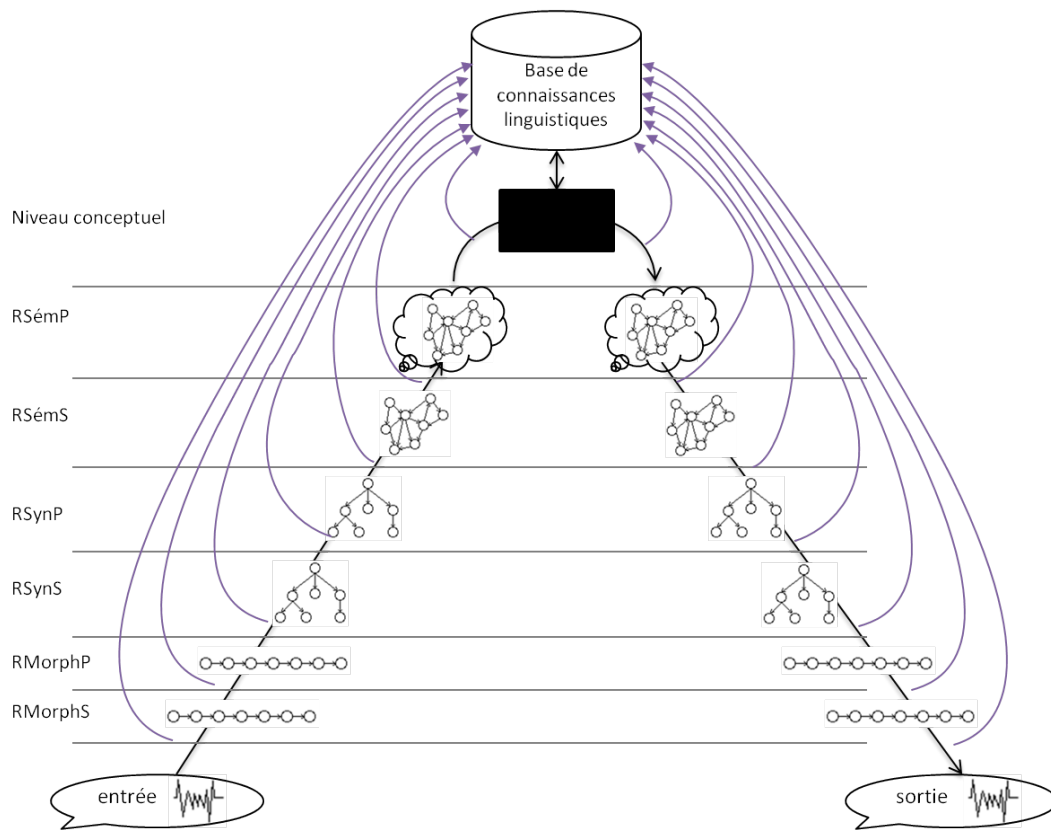 Base de
connaissances
linguistiques
Niveau conceptuel
RSémP
RSémS
RSynP
RSynS
RMorphP
RMorphS
entrée
sortie